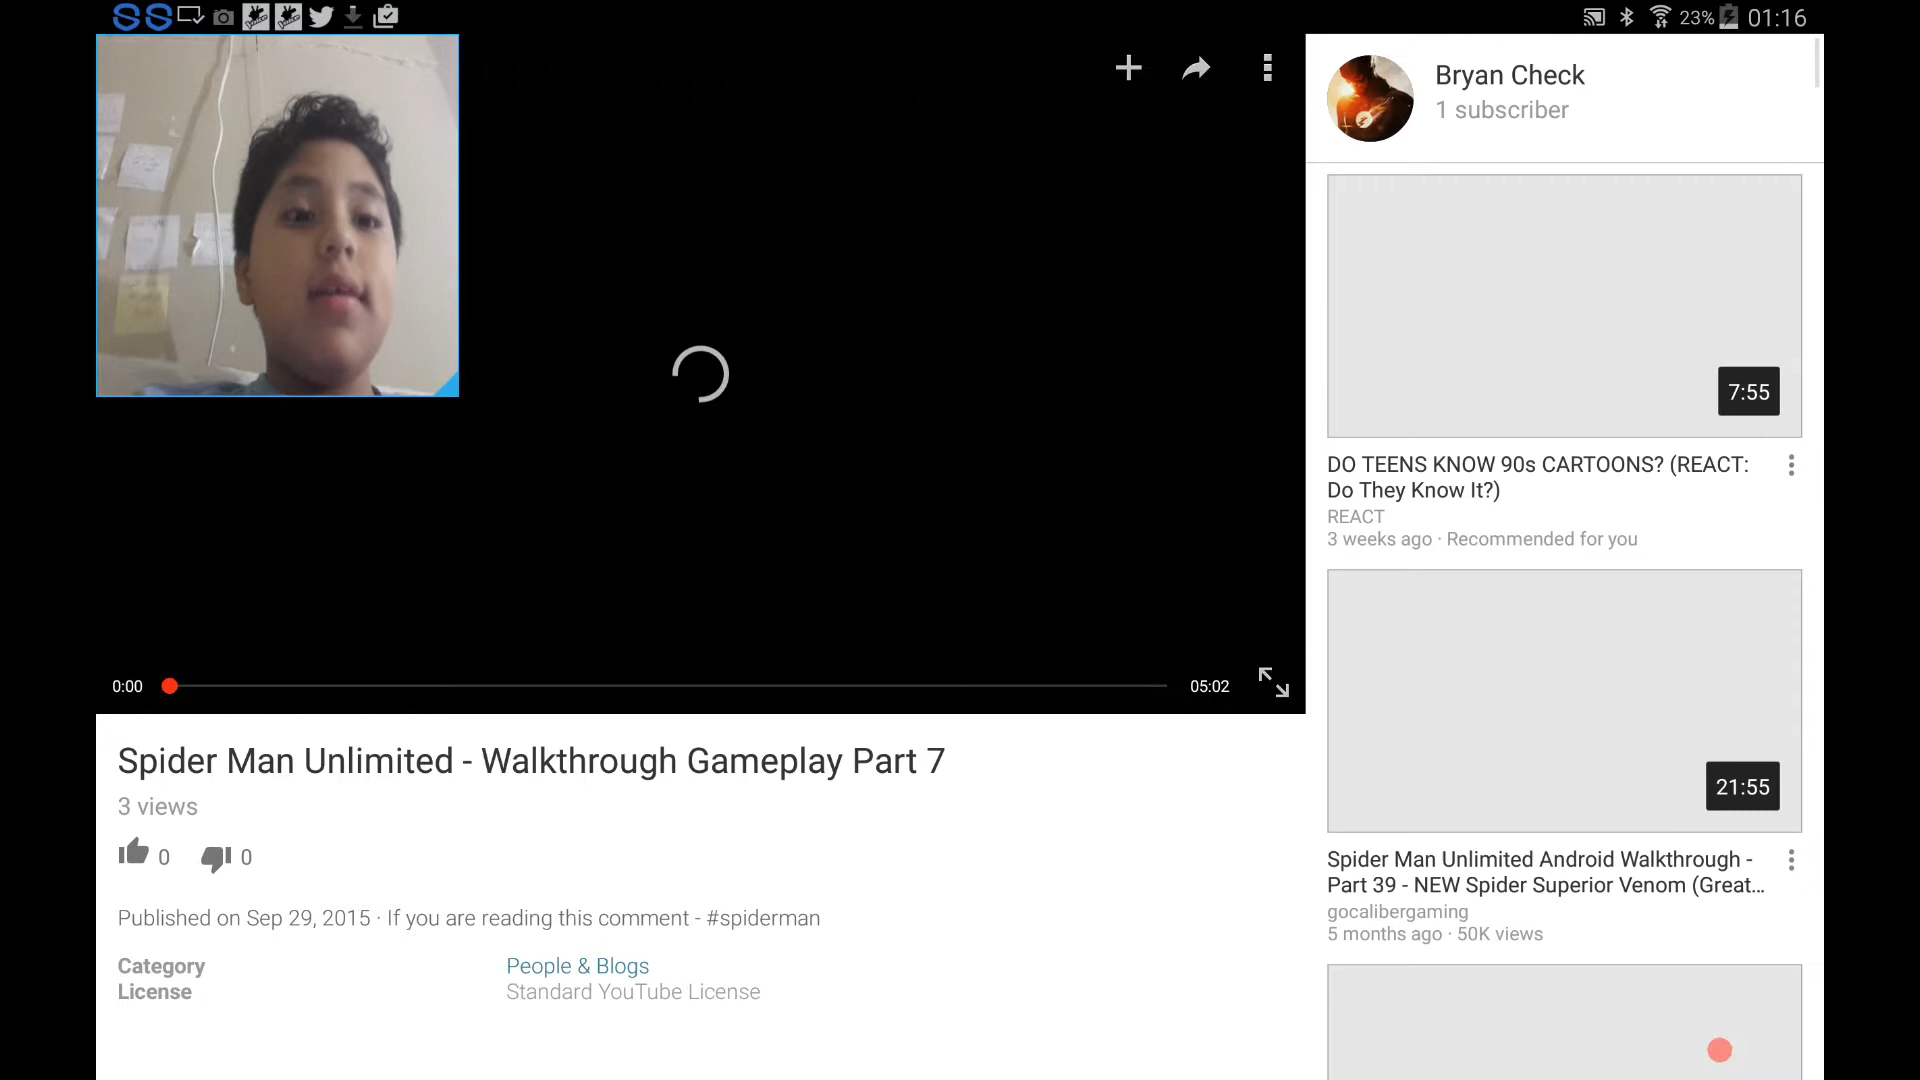 23% 01:16
Bryan Check
1 subscriber
7:55
DO TEENS KNOW 90s CARTOONS? (REACT:
Do They Know It?)
REACT
3 weeks ago · Recommended for you
0:00
05:02
21:55
Spider Man Unlimited - Walkthrough Gameplay Part 7
3 views
0 0
Published on Sep 29, 2015 · If you are reading this comment - #spiderman
Category People & Blogs
License Standard YouTube License
Spider Man Unlimited Android Walkthrough -
Part 39 - NEW Spider Superior Venom (Great...
gocalibergaming
5 months ago · 50K views